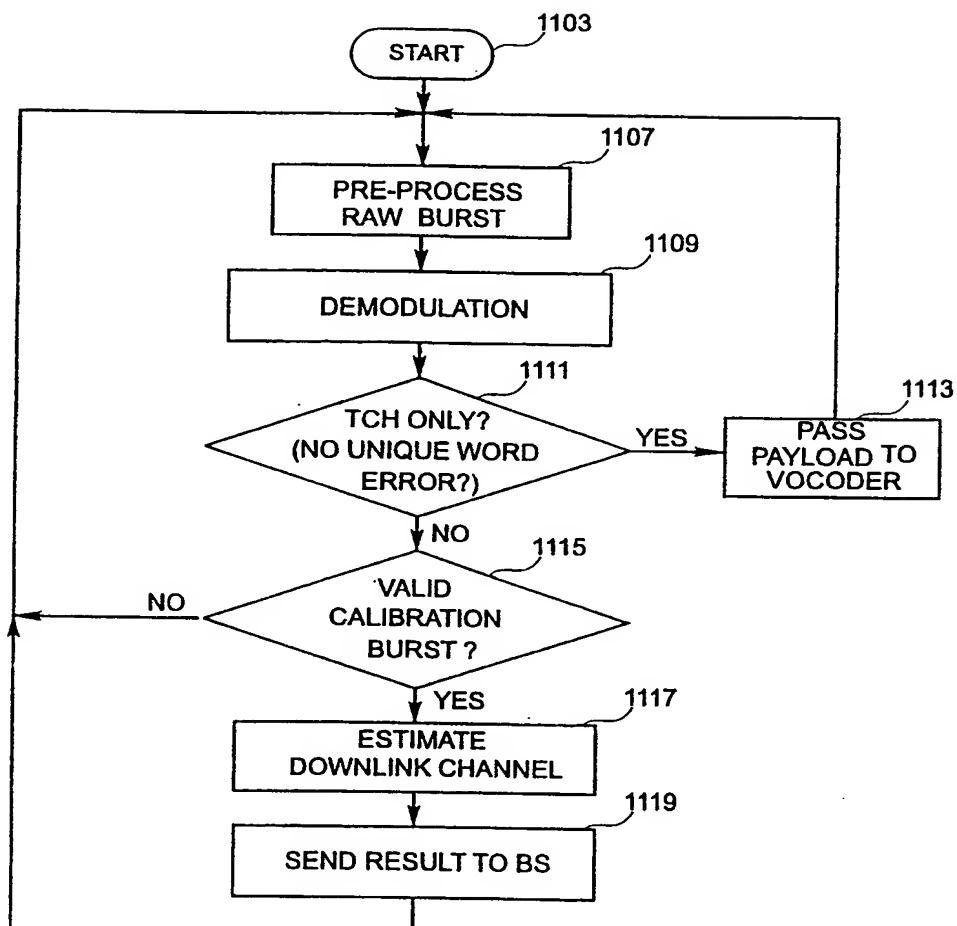 1103
START
1107
PRE-PROCESS
RAW BURST
1109
DEMODULATION
1111
TCH ONLY?
(NO UNIQUE WORD
ERROR?)
YES
1113
PASS
PAYLOAD TO
VOCODER
NO
1115
VALID
CALIBRATION
BURST ?
NO
YES
1117
ESTIMATE
DOWNLINK CHANNEL
1119
SEND RESULT TO BS